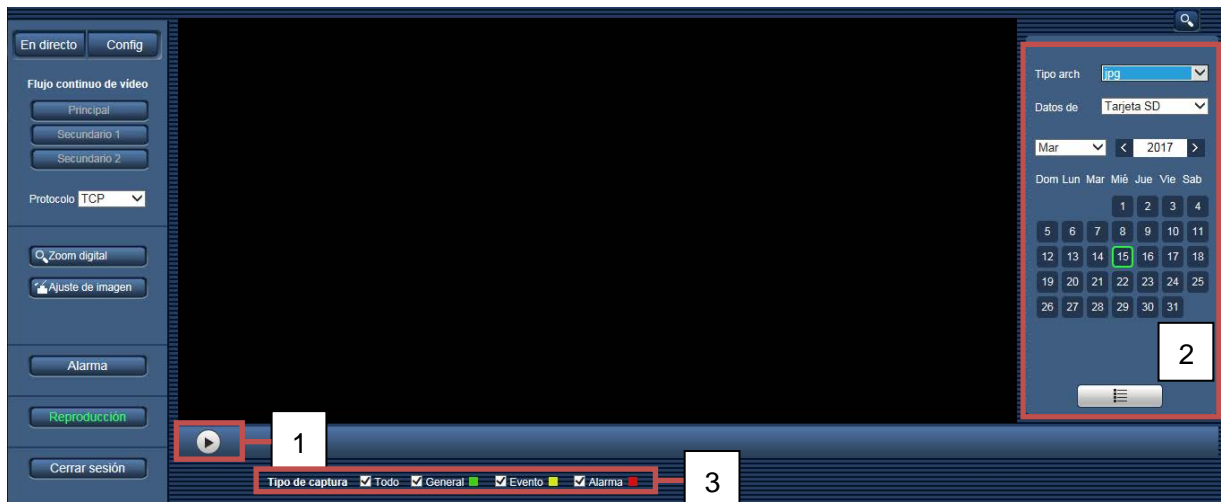 En directo Config
Flujo continuo de vídeo
Principal
Secundario 1
Secundario 2
Protocolo TCP
Zoom digital
Ajuste de imagen
Alarma
Reproducción
Cerrar sesión
1
Tipo de captura Todo General Evento Alarma
3
Tipo arch jpg
Datos de Tarjeta SD
Mar < 2017 >
Dom Lun Mar Mié Jue Vie Sab
1 2 3 4
5 6 7 8 9 10 11
12 13 14 15 16 17 18
19 20 21 22 23 24 25
26 27 28 29 30 31
2